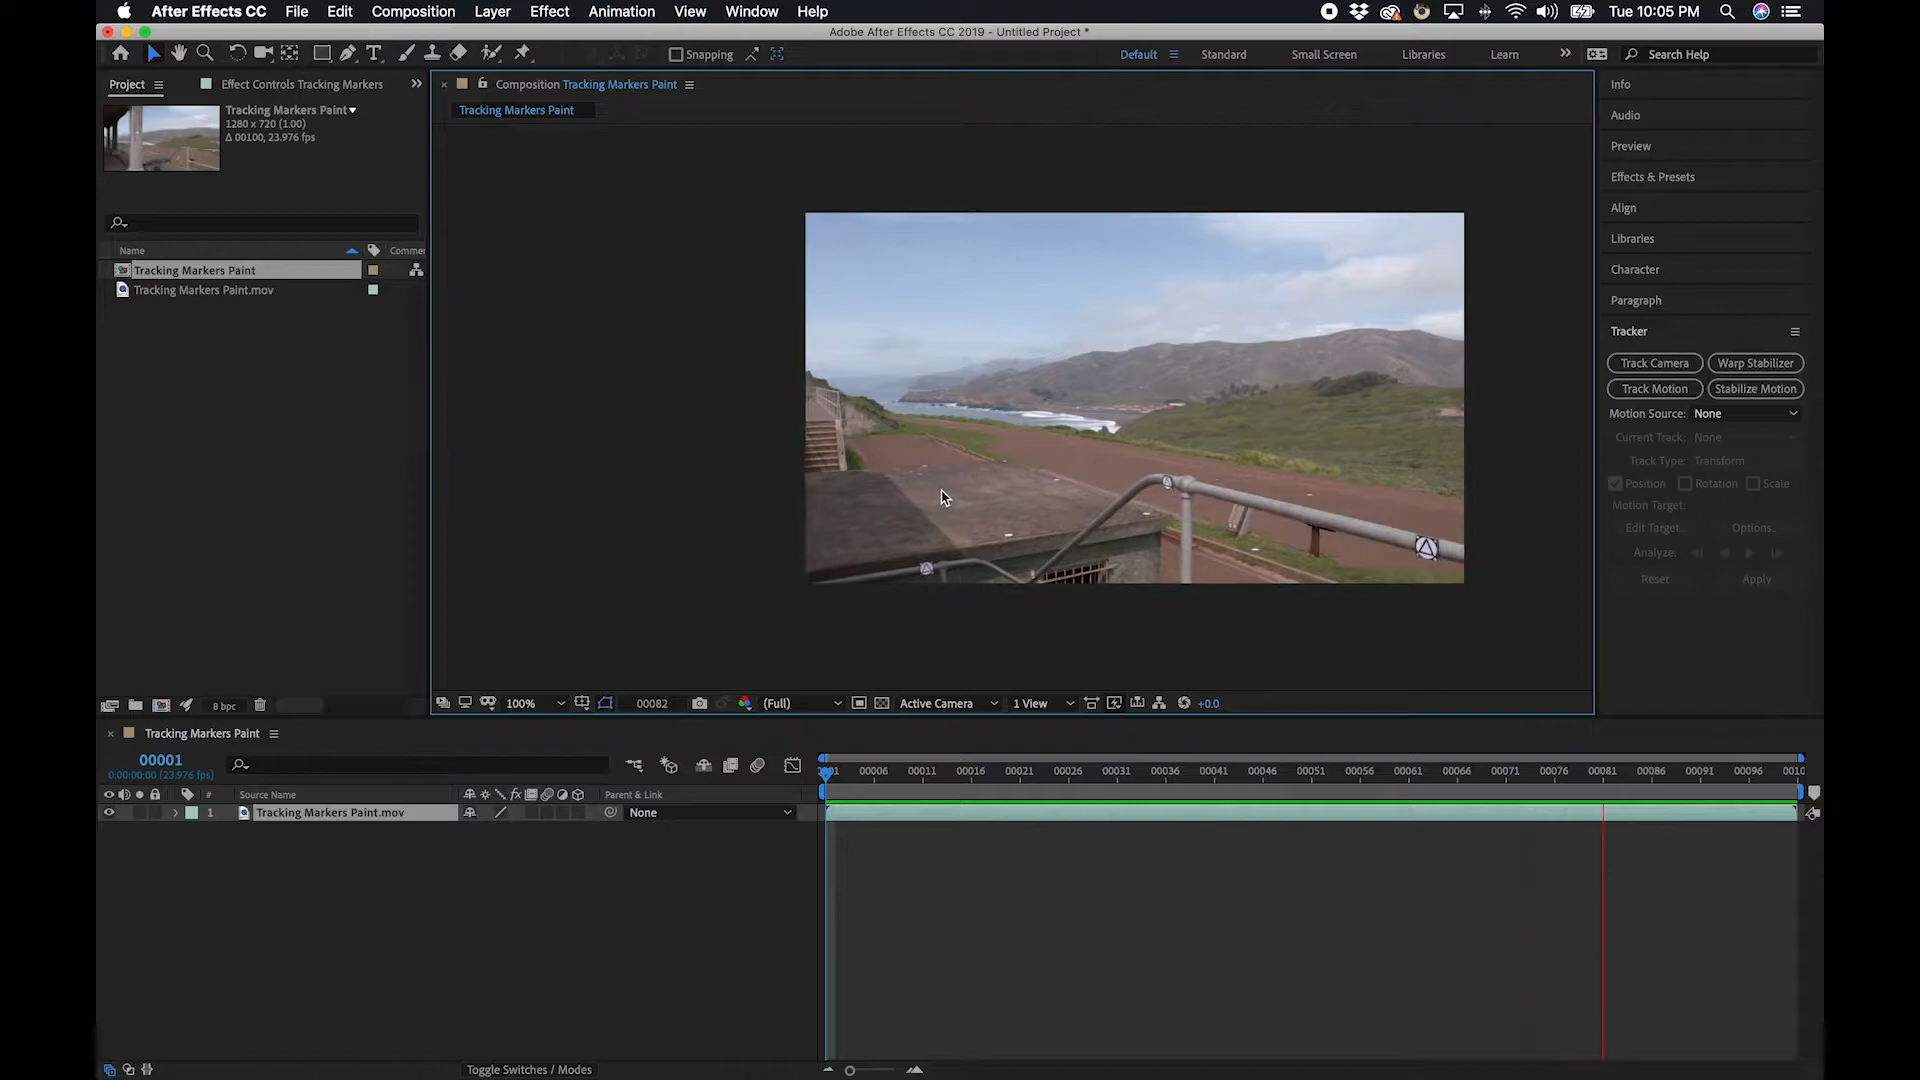 After Effects CC File Edit Composition Layer Effect Animation View Window Help Tue 10:05 PM
Adobe After Effects CC 2019 - Untitled Project *
Snapping Default Standard Small Screen Libraries Learn Search Help
Project Effect Controls Tracking Markers
Composition Tracking Markers Paint
Info
Tracking Markers Paint
1280 x 720 (1.00)
Δ 00100, 23.976 fps
Tracking Markers Paint
Audio
Preview
Effects & Presets
Align
Libraries
Character
Paragraph
Tracker
Name Comme
Tracking Markers Paint
Tracking Markers Paint.mov
Track Camera Warp Stabilizer
Track Motion Stabilize Motion
Motion Source: None
Current Track: None
Track Type: Transform
Position Rotation Scale
Motion Target:
Edit Target... Options...
Analyze:
Reset Apply
8 bpc
100% 00082 (Full) Active Camera 1 View +0.0
Tracking Markers Paint
00001
0:00:00:00 (23.976 fps)
# Source Name Parent & Link
01 00006 00011 00016 00021 00026 00031 00036 00041 00046 00051 00056 00061 00066 00071 00076 00081 00086 00091 00096 0010
1 Tracking Markers Paint.mov None
Toggle Switches / Modes